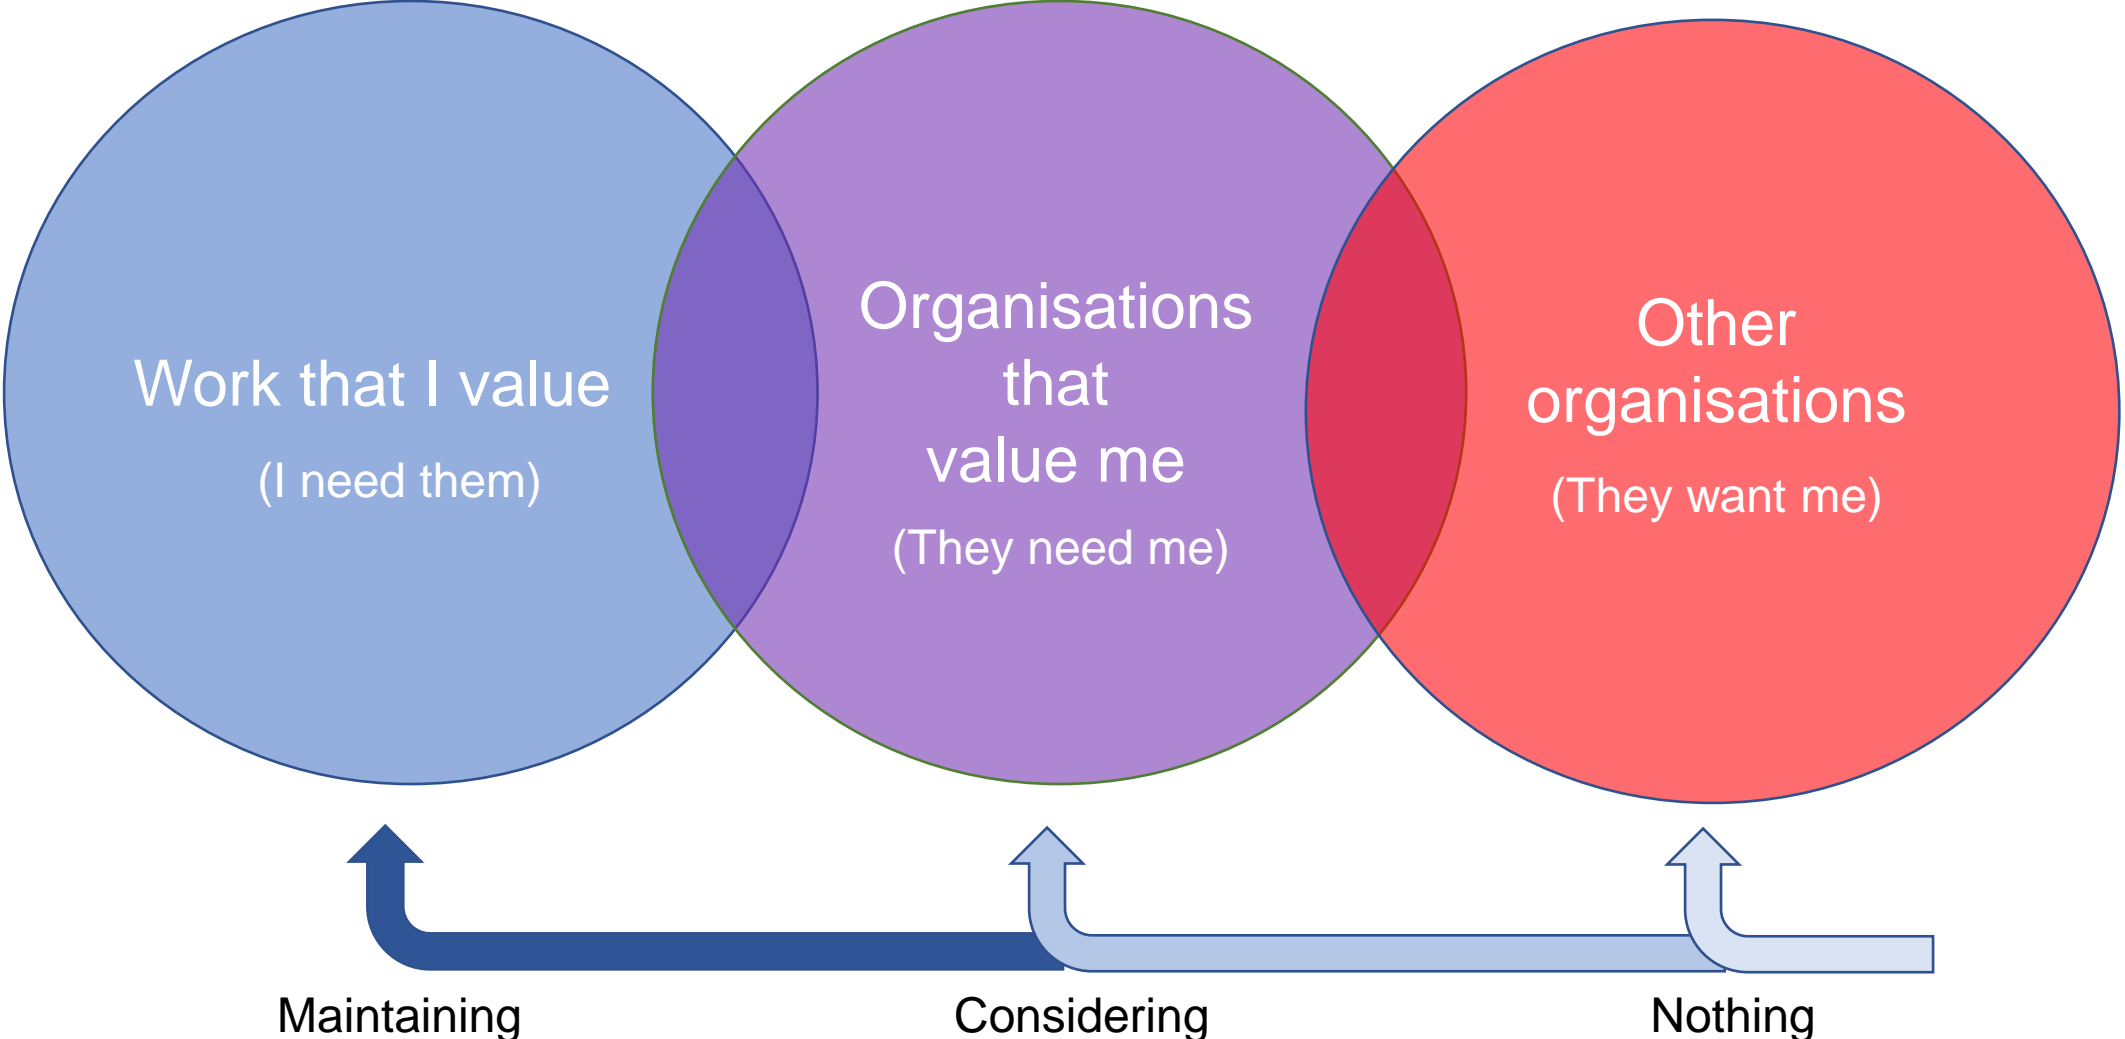 Work that I value
(I need them)
Organisations
that
value me
(They need me)
Other
organisations
(They want me)
Maintaining
Considering
Nothing